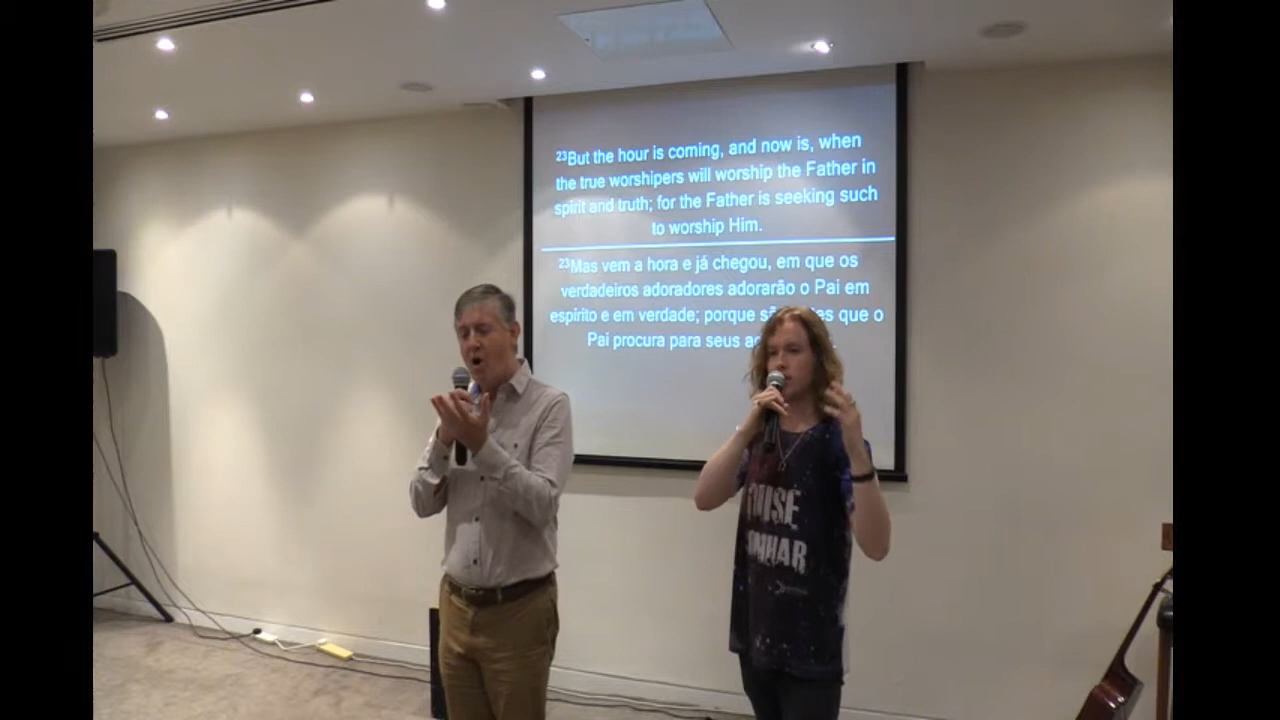 23But the hour is coming, and now is, when
the true worshipers will worship the Father in
spirit and truth; for the Father is seeking such
to worship Him.
23Mas vem a hora e já chegou, em que os
verdadeiros adoradores adorarão o Pai em
espírito e em verdade; porque que o
Pai procura para seus